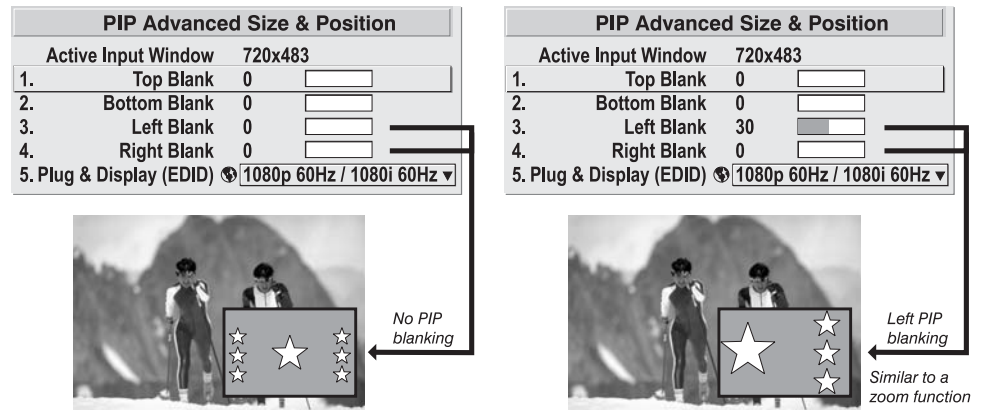 PIP Advanced Size & Position
Active Input Window 720x483
1. Top Blank 0
2. Bottom Blank 0
3. Left Blank 0
4. Right Blank 0
5. Plug & Display (EDID) 1080p 60Hz / 1080i 60Hz
No PIP
blanking
PIP Advanced Size & Position
Active Input Window 720x483
1. Top Blank 0
2. Bottom Blank 0
3. Left Blank 30
4. Right Blank 0
5. Plug & Display (EDID) 1080p 60Hz / 1080i 60Hz
Left PIP
blanking
Similar to a
zoom function